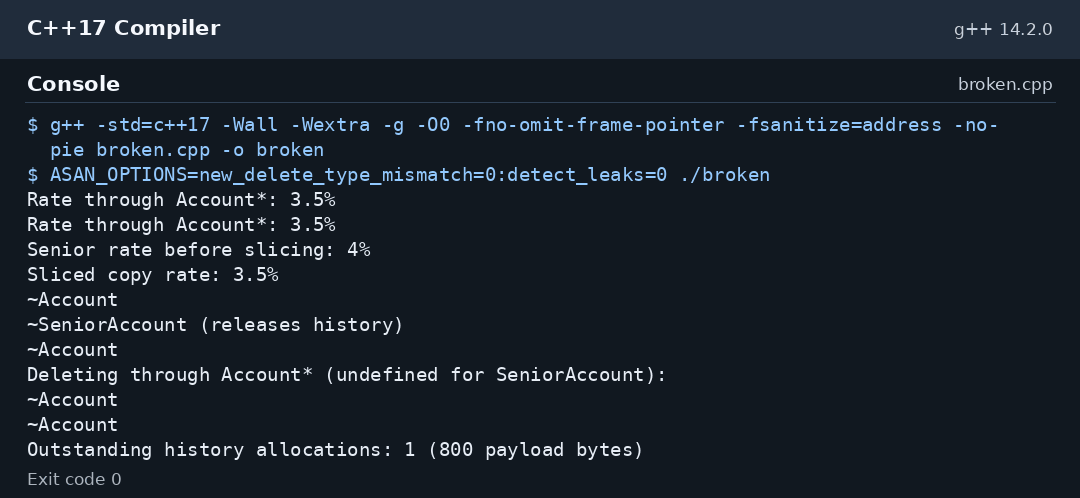 C++17 Compiler
g++ 14.2.0
Console
broken.cpp
$ g++ -std=c++17 -Wall -Wextra -g -O0 -fno-omit-frame-pointer -fsanitize=address -no-
pie broken.cpp -o broken
$ ASAN_OPTIONS=new_delete_type_mismatch=0:detect_leaks=0 ./broken
Rate through Account*: 3.5%
Rate through Account*: 3.5%
Senior rate before slicing: 4%
Sliced copy rate: 3.5%
~Account
~SeniorAccount (releases history)
~Account
Deleting through Account* (undefined for SeniorAccount):
~Account
~Account
Outstanding history allocations: 1 (800 payload bytes)
Exit code 0